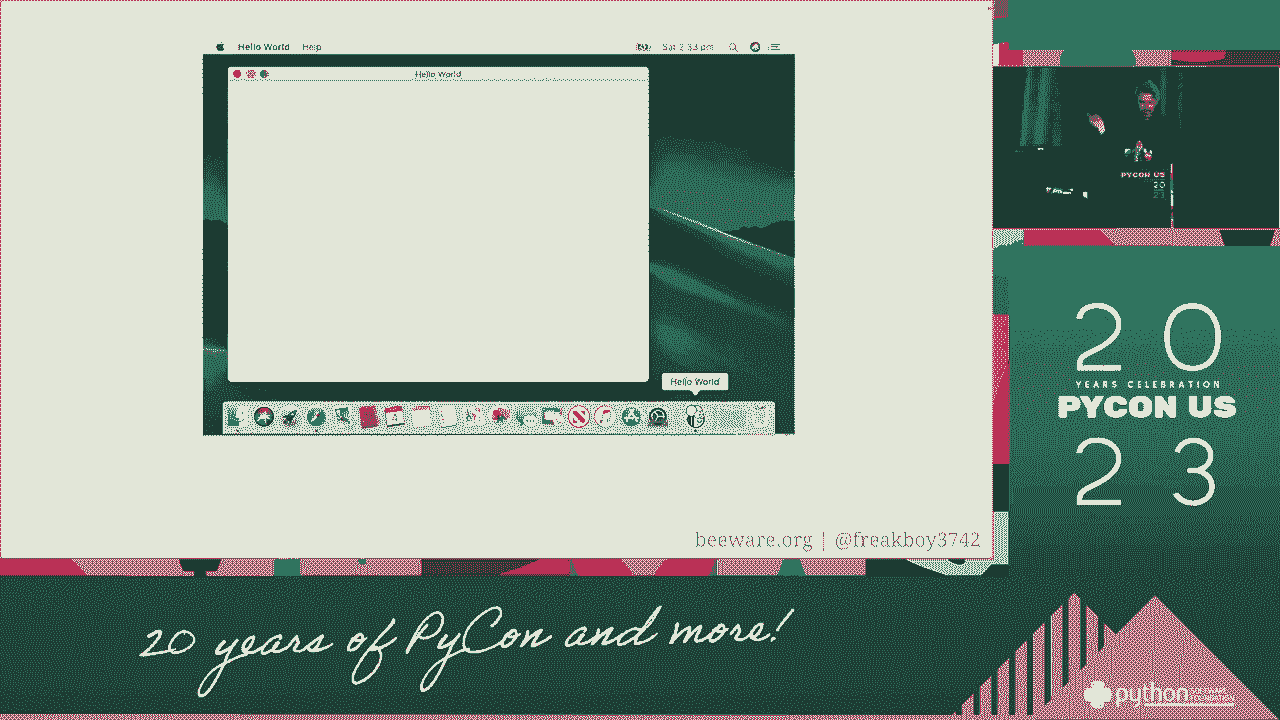 Hello World Help
Sat 2:33 pm
Hello World
Hello World
beeware.org | @freakboy3742
PYCON US
20
23
20
YEARS CELEBRATION
PYCON US
23
20 years of PyCon and more!
python SOFTWARE FOUNDATION